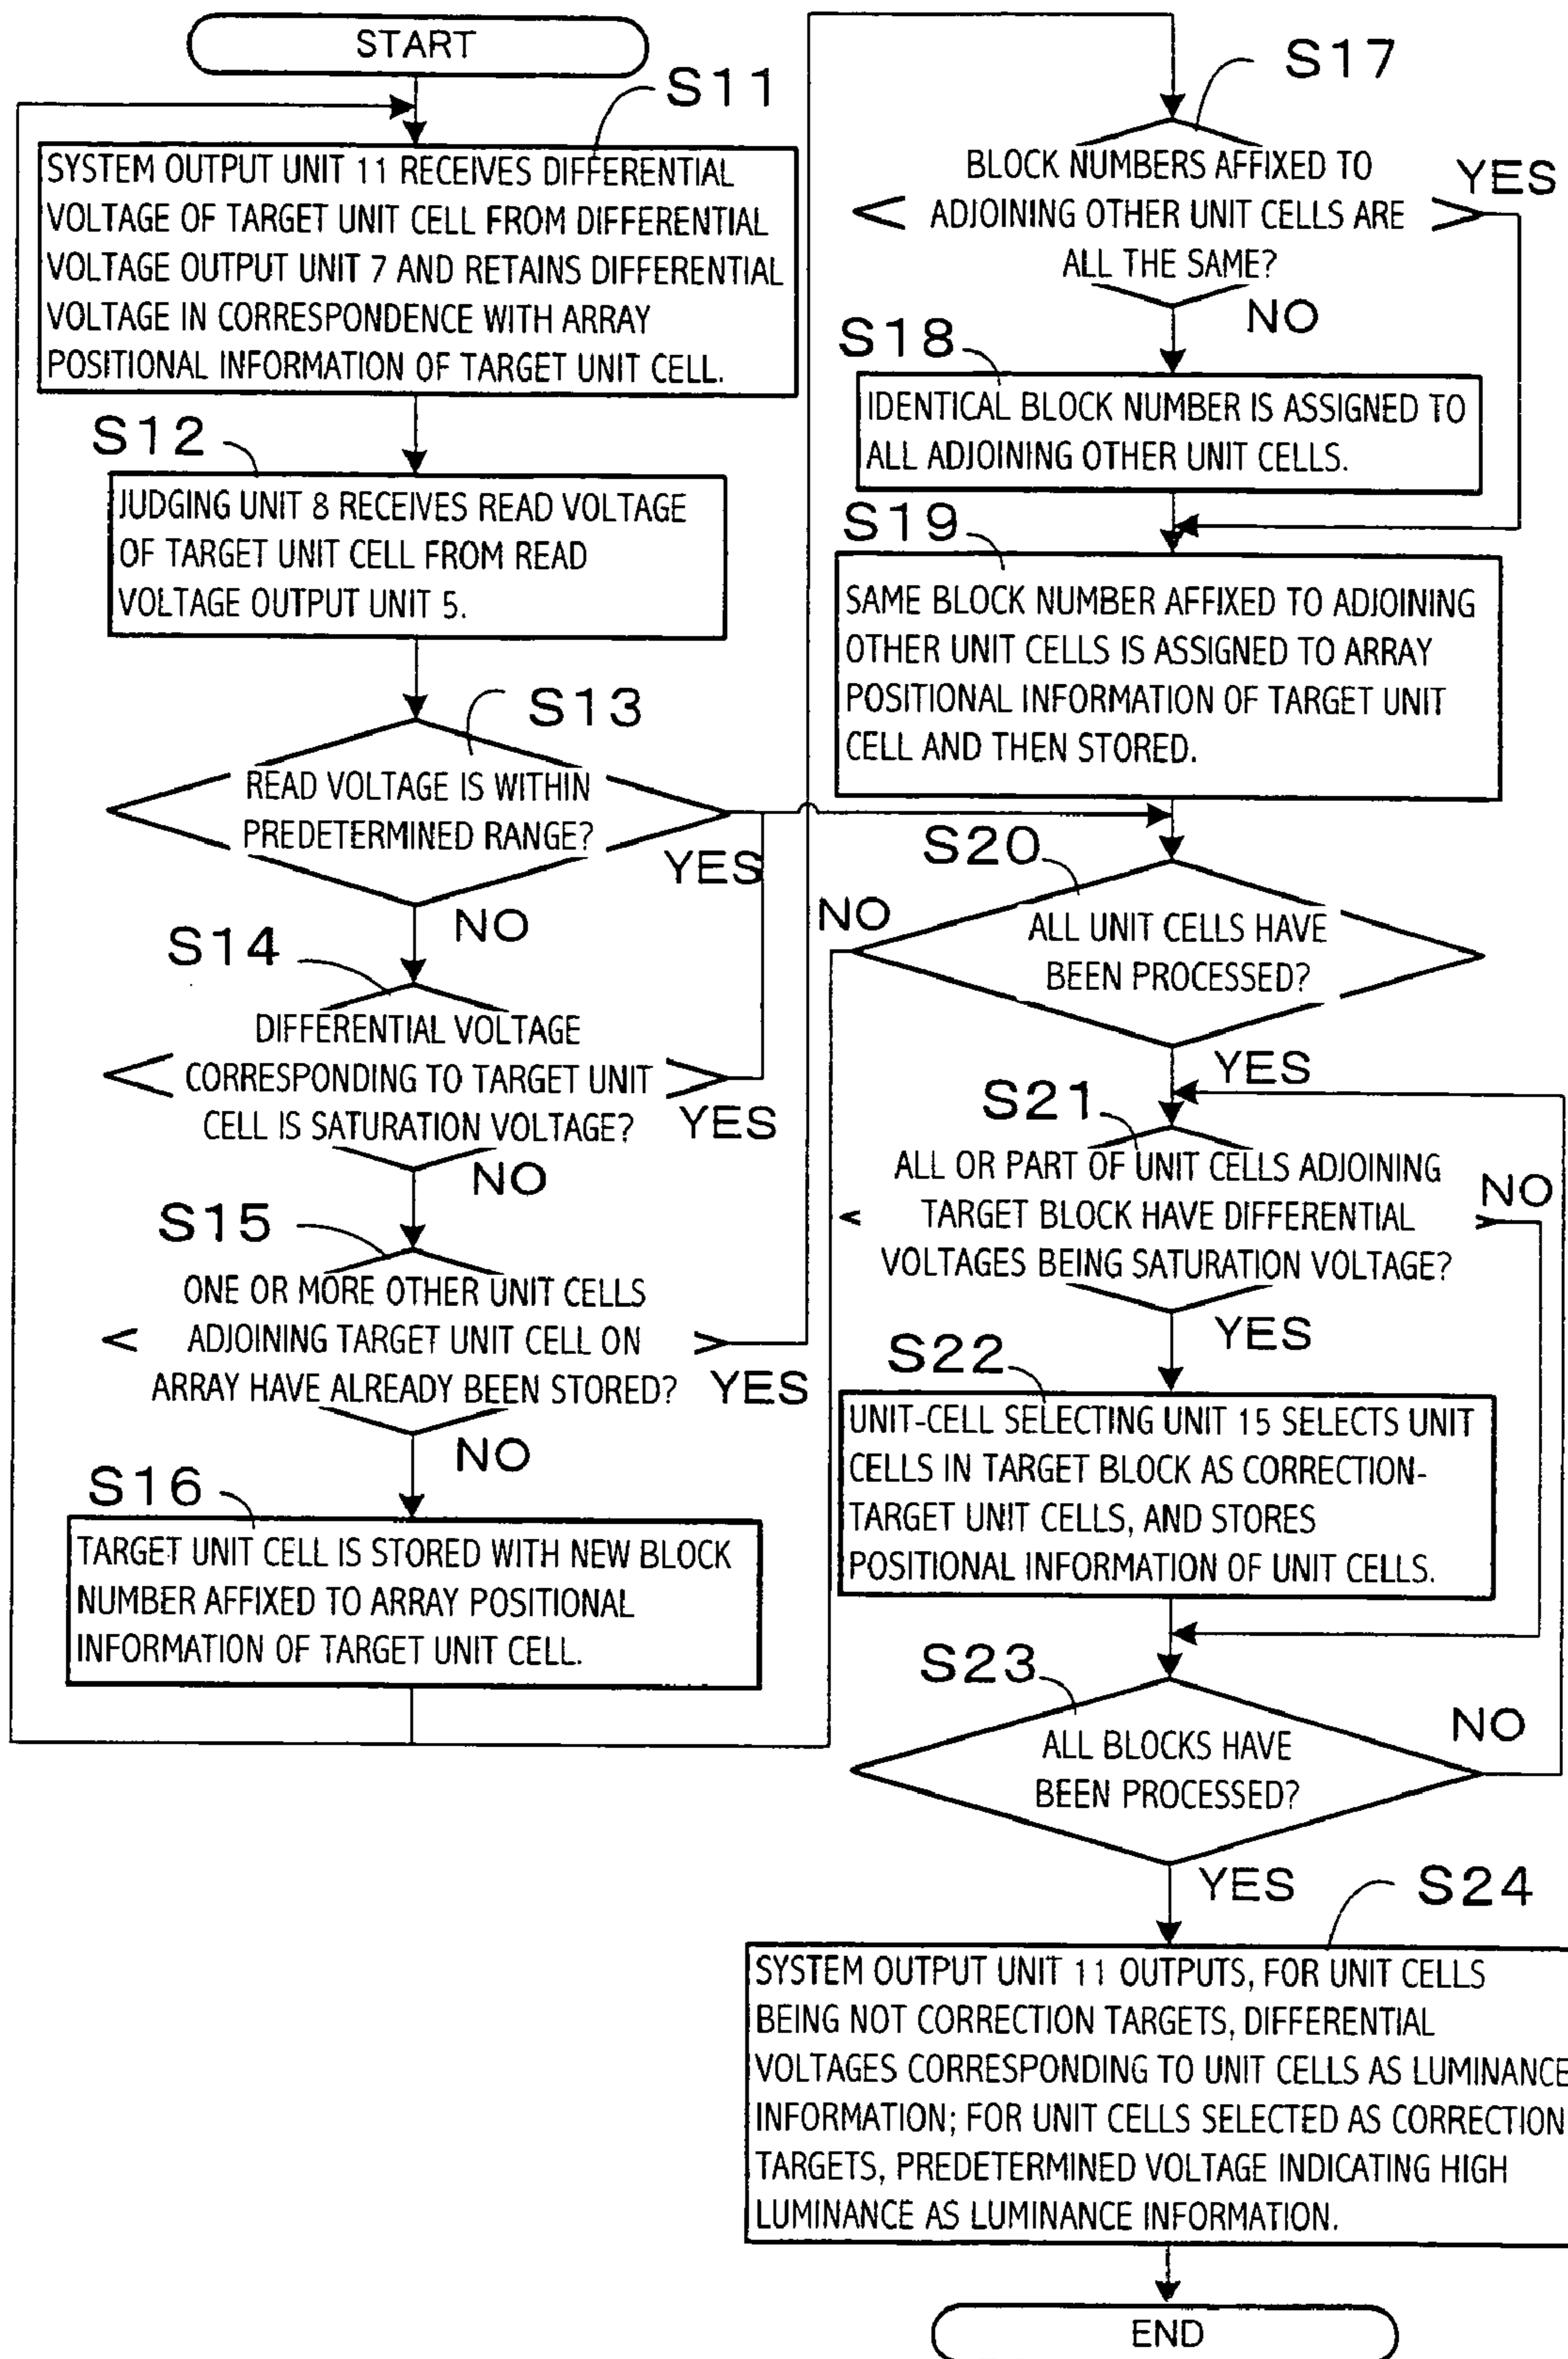 START
S11
SYSTEM OUTPUT UNIT 11 RECEIVES DIFFERENTIAL
VOLTAGE OF TARGET UNIT CELL FROM DIFFERENTIAL
VOLTAGE OUTPUT UNIT 7 AND RETAINS DIFFERENTIAL
VOLTAGE IN CORRESPONDENCE WITH ARRAY
POSITIONAL INFORMATION OF TARGET UNIT CELL.
S12
JUDGING UNIT 8 RECEIVES READ VOLTAGE
OF TARGET UNIT CELL FROM READ
VOLTAGE OUTPUT UNIT 5.
S13
READ VOLTAGE IS WITHIN
PREDETERMINED RANGE?
YES
NO
S14
DIFFERENTIAL VOLTAGE
CORRESPONDING TO TARGET UNIT
CELL IS SATURATION VOLTAGE?
YES
NO
S15
ONE OR MORE OTHER UNIT CELLS
ADJOINING TARGET UNIT CELL ON
ARRAY HAVE ALREADY BEEN STORED?
YES
NO
S16
TARGET UNIT CELL IS STORED WITH NEW BLOCK
NUMBER AFFIXED TO ARRAY POSITIONAL
INFORMATION OF TARGET UNIT CELL.
S17
BLOCK NUMBERS AFFIXED TO
ADJOINING OTHER UNIT CELLS ARE
ALL THE SAME?
YES
NO
S18
IDENTICAL BLOCK NUMBER IS ASSIGNED TO
ALL ADJOINING OTHER UNIT CELLS.
S19
SAME BLOCK NUMBER AFFIXED TO ADJOINING
OTHER UNIT CELLS IS ASSIGNED TO ARRAY
POSITIONAL INFORMATION OF TARGET UNIT
CELL AND THEN STORED.
S20
NO
ALL UNIT CELLS HAVE
BEEN PROCESSED?
YES
S21
ALL OR PART OF UNIT CELLS ADJOINING
TARGET BLOCK HAVE DIFFERENTIAL
VOLTAGES BEING SATURATION VOLTAGE?
NO
YES
S22
UNIT-CELL SELECTING UNIT 15 SELECTS UNIT
CELLS IN TARGET BLOCK AS CORRECTION-
TARGET UNIT CELLS, AND STORES
POSITIONAL INFORMATION OF UNIT CELLS.
S23
ALL BLOCKS HAVE
BEEN PROCESSED?
NO
YES
S24
SYSTEM OUTPUT UNIT 11 OUTPUTS, FOR UNIT CELLS
BEING NOT CORRECTION TARGETS, DIFFERENTIAL
VOLTAGES CORRESPONDING TO UNIT CELLS AS LUMINANCE
INFORMATION; FOR UNIT CELLS SELECTED AS CORRECTION
TARGETS, PREDETERMINED VOLTAGE INDICATING HIGH
LUMINANCE AS LUMINANCE INFORMATION.
END